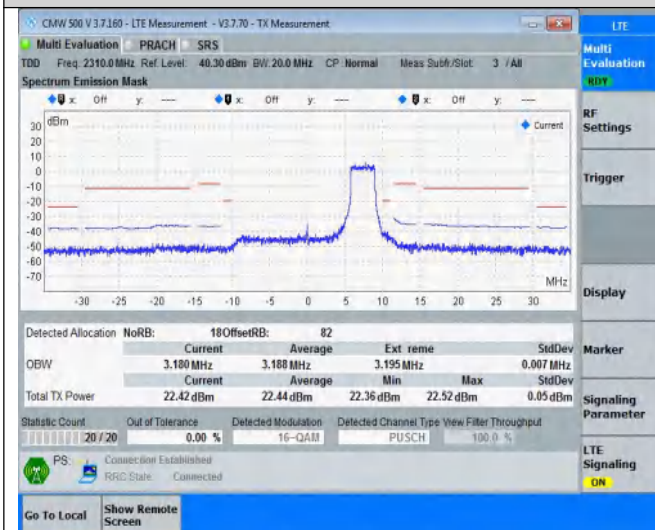 CMW 500 V 3.7.160 - LTE Measurement - V3.7.70 - TX Measurement
LTE
Multi Evaluation PRACH SRS
TDD Freq: 2310.0 MHz Ref. Level: 40.30 dBm BW: 20.0 MHz CP: Normal Meas Subfr./Slot: 3 / All
Spectrum Emission Mask
x: Off y: --- x: Off y: --- x: Off y: ---
dBm
Current
30
20
10
0
-10
-20
-30
-40
-50
-60
-70
MHz
-30 -25 -20 -15 -10 -5 0 5 10 15 20 25 30
Detected Allocation NoRB: 18 OffsetRB: 82
Current Average Ext reme StdDev
OBW 3.180 MHz 3.188 MHz 3.195 MHz 0.007 MHz
Current Average Min Max StdDev
Total TX Power 22.42 dBm 22.44 dBm 22.36 dBm 22.52 dBm 0.05 dBm
Statistic Count Out of Tolerance Detected Modulation Detected Channel Type View Filter Throughput
20 / 20 0.00 % 16-QAM PUSCH 100.0 %
PS: Connection Established
RRC State Connected
Multi Evaluation
RDY
RF Settings
Trigger
Display
Marker
Signaling Parameter
LTE Signaling
ON
Go To Local
Show Remote Screen